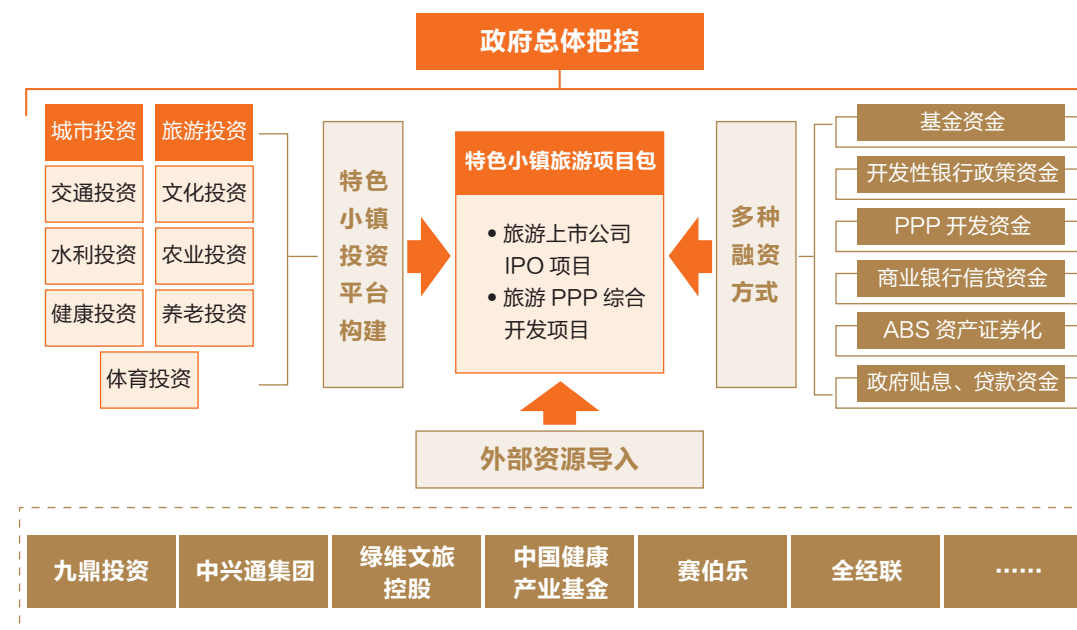 政府总体把控
城市投资
旅游投资
交通投资
文化投资
水利投资
农业投资
健康投资
养老投资
体育投资
特色
小镇
投资
平台
构建
特色小镇旅游项目包
• 旅游上市公司
IPO 项目
• 旅游 PPP 综合
开发项目
多种
融资
方式
基金资金
开发性银行政策资金
PPP 开发资金
商业银行信贷资金
ABS 资产证券化
政府贴息、贷款资金
外部资源导入
九鼎投资
中兴通集团
绿维文旅
控股
中国健康
产业基金
赛伯乐
全经联
……